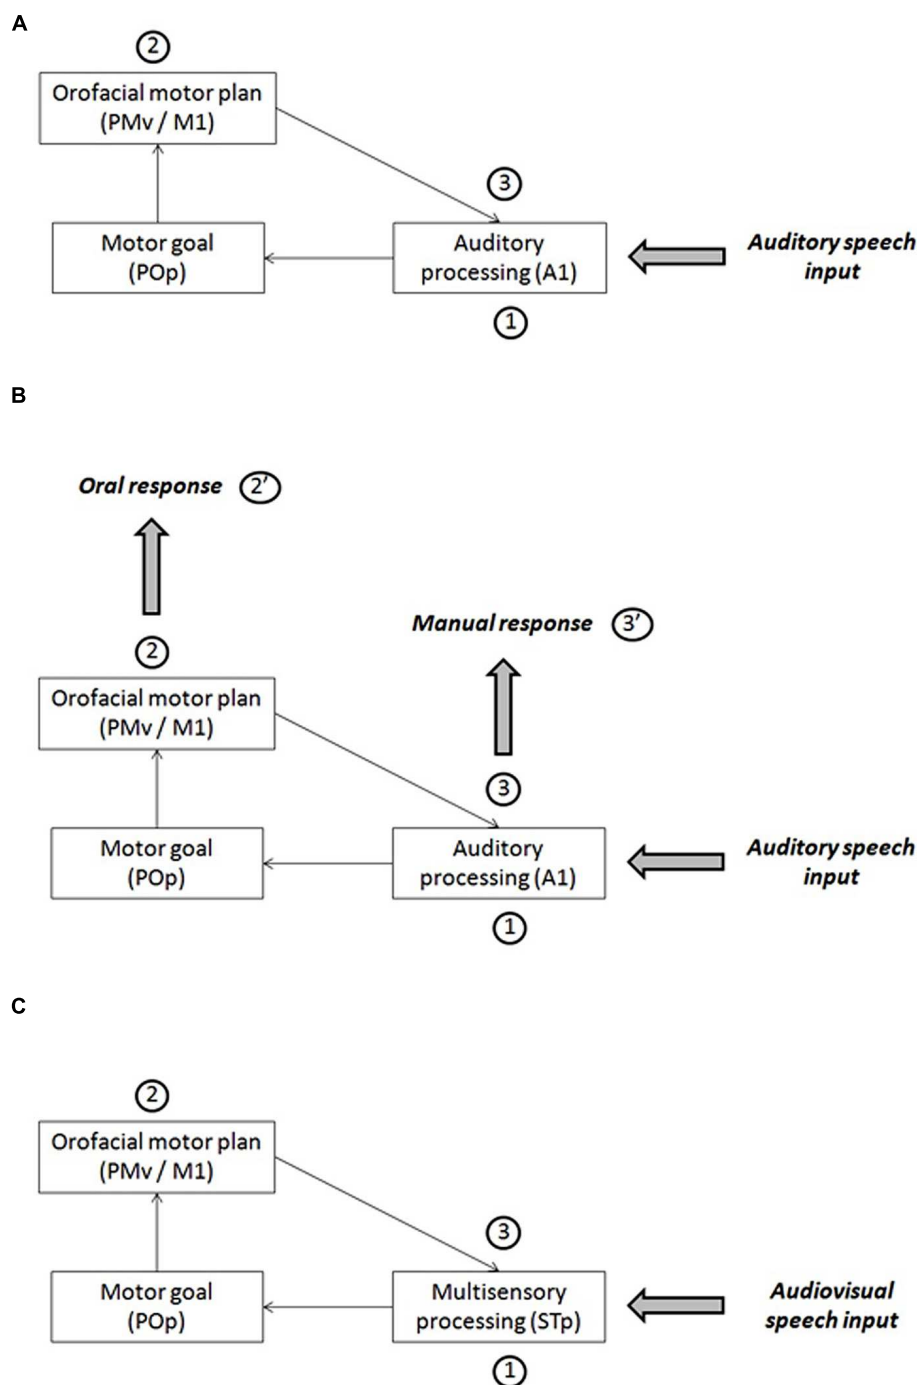 A
2
Orofacial motor plan
(PMv / M1)
3
Motor goal
(POp)
Auditory
processing (A1)
Auditory speech
input
1
B
Oral response 2'
Manual response 3'
2
Orofacial motor plan
(PMv / M1)
3
Motor goal
(POp)
Auditory
processing (A1)
Auditory speech
input
1
C
2
Orofacial motor plan
(PMv / M1)
3
Motor goal
(POp)
Multisensory
processing (STp)
Audiovisual
speech input
1